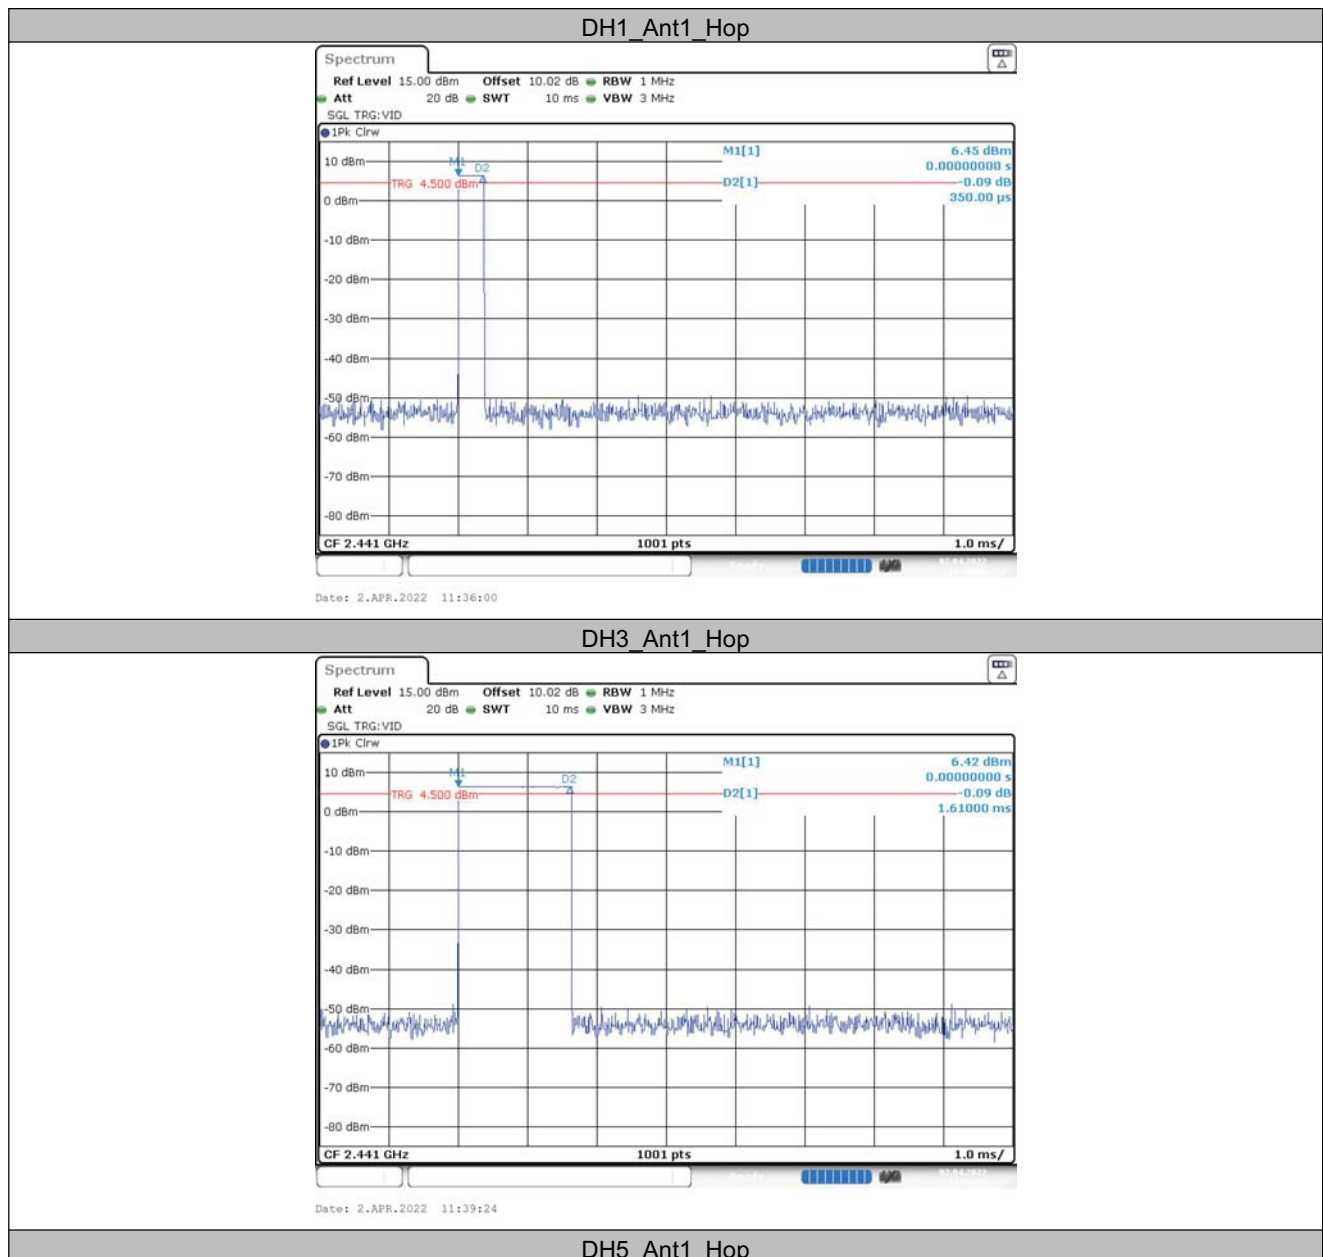 DH1_Ant1_Hop
Spectrum
Ref Level 15.00 dBm Offset 10.02 dB RBW 1 MHz
Att 20 dB SWT 10 ms VBW 3 MHz
SGL TRG:VID
1Pk Clrw
M1[1] 6.45 dBm
0.00000000 s
10 dBm
M1 D2
TRG 4.500 dBm
D2[1] -0.09 dB
350.00 µs
0 dBm
-10 dBm
-20 dBm
-30 dBm
-40 dBm
-50 dBm
-60 dBm
-70 dBm
-80 dBm
CF 2.441 GHz 1001 pts 1.0 ms/
Date: 2.APR.2022 11:36:00
DH3_Ant1_Hop
Spectrum
Ref Level 15.00 dBm Offset 10.02 dB RBW 1 MHz
Att 20 dB SWT 10 ms VBW 3 MHz
SGL TRG:VID
1Pk Clrw
M1[1] 6.42 dBm
0.00000000 s
10 dBm
M1 D2
TRG 4.500 dBm
D2[1] -0.09 dB
1.61000 ms
0 dBm
-10 dBm
-20 dBm
-30 dBm
-40 dBm
-50 dBm
-60 dBm
-70 dBm
-80 dBm
CF 2.441 GHz 1001 pts 1.0 ms/
Date: 2.APR.2022 11:39:24
DH5_Ant1_Hop